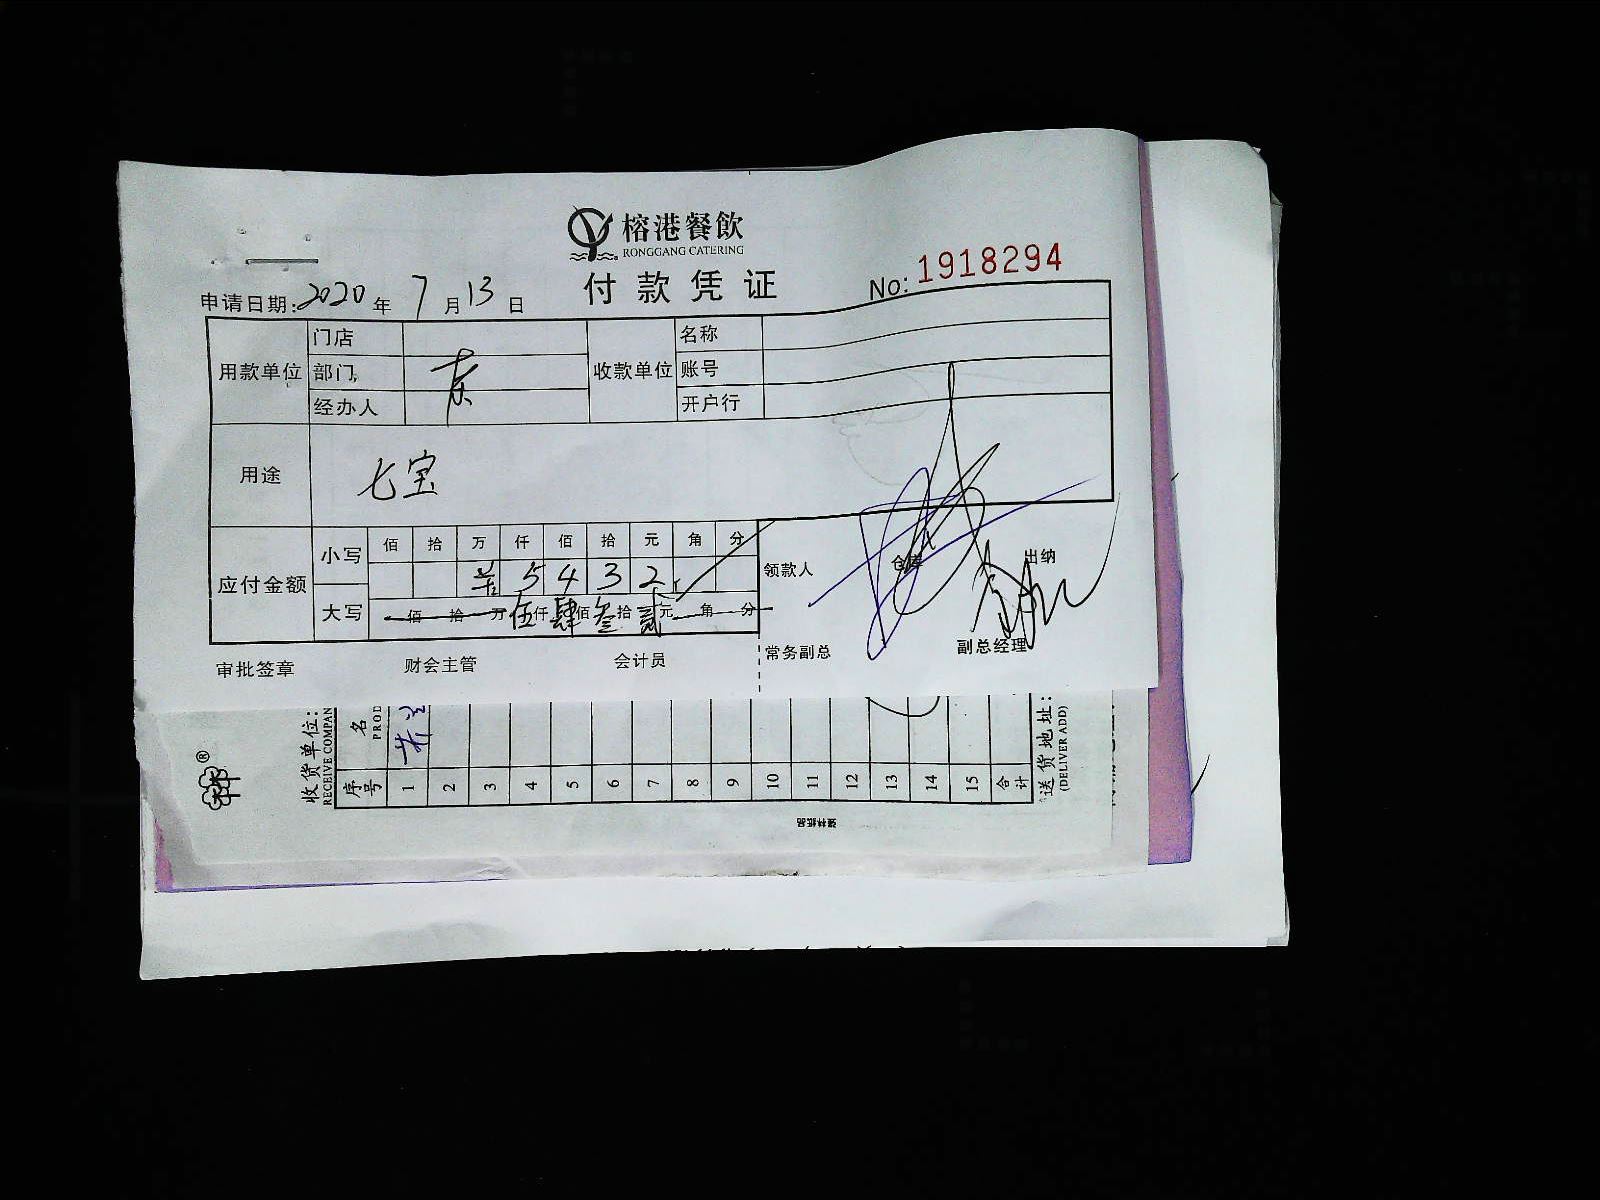 榕港餐飲
RONGGANG CATERING
付款凭证
No: 1918294
申请日期: 2020 年 7 月 13 日
用款单位 门店 收款单位 名称
部门 东 账号
经办人 开户行
用途 七宝
应付金额 小写 佰 拾 万 仟 佰 拾 元 角 分
5 4 3 2
大写 佰 拾 万 伍仟 肆佰 叁拾 贰元 角 分
领款人 仓库 出纳
审批签章 财会主管 会计员 常务副总 副总经理
收货单位:
RECEIVE COMPAN
序号 名
PROD
1
2
3
4
5
6
7
8
9
10
11
12
13
14
15
合计
送货地址:
(DELIVER ADD)